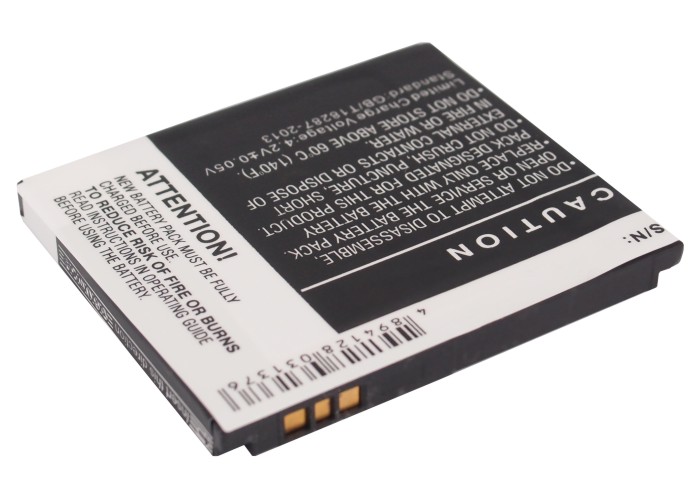 S/N:
CAUTION
•DO NOT ATTEMPT TO DISASSEMBLE,
OPEN OR SERVICE THE BATTERY PACK.
REPLACE ONLY WITH THE BATTERY
PACK DESIGNATED FOR THIS PRODUCT.
•DO NOT CRUSH, PUNCTURE, SHORT
EXTERNAL CONTACTS OR DISPOSE OF
IN FIRE OR WATER.
•DO NOT STORE ABOVE 60°C (140°F).
Limited Charge Voltage:4.2V±0.05V
Standard:GB/T18287-2013
ATTENTION!
NEW BATTERY PACK MUST BE FULLY
CHARGED BEFORE USE.
TO REDUCE RISK OF FIRE OR BURNS
READ INSTRUCTIONS IN OPERATING GUIDE
BEFORE USING THE BATTERY.
4894128031376